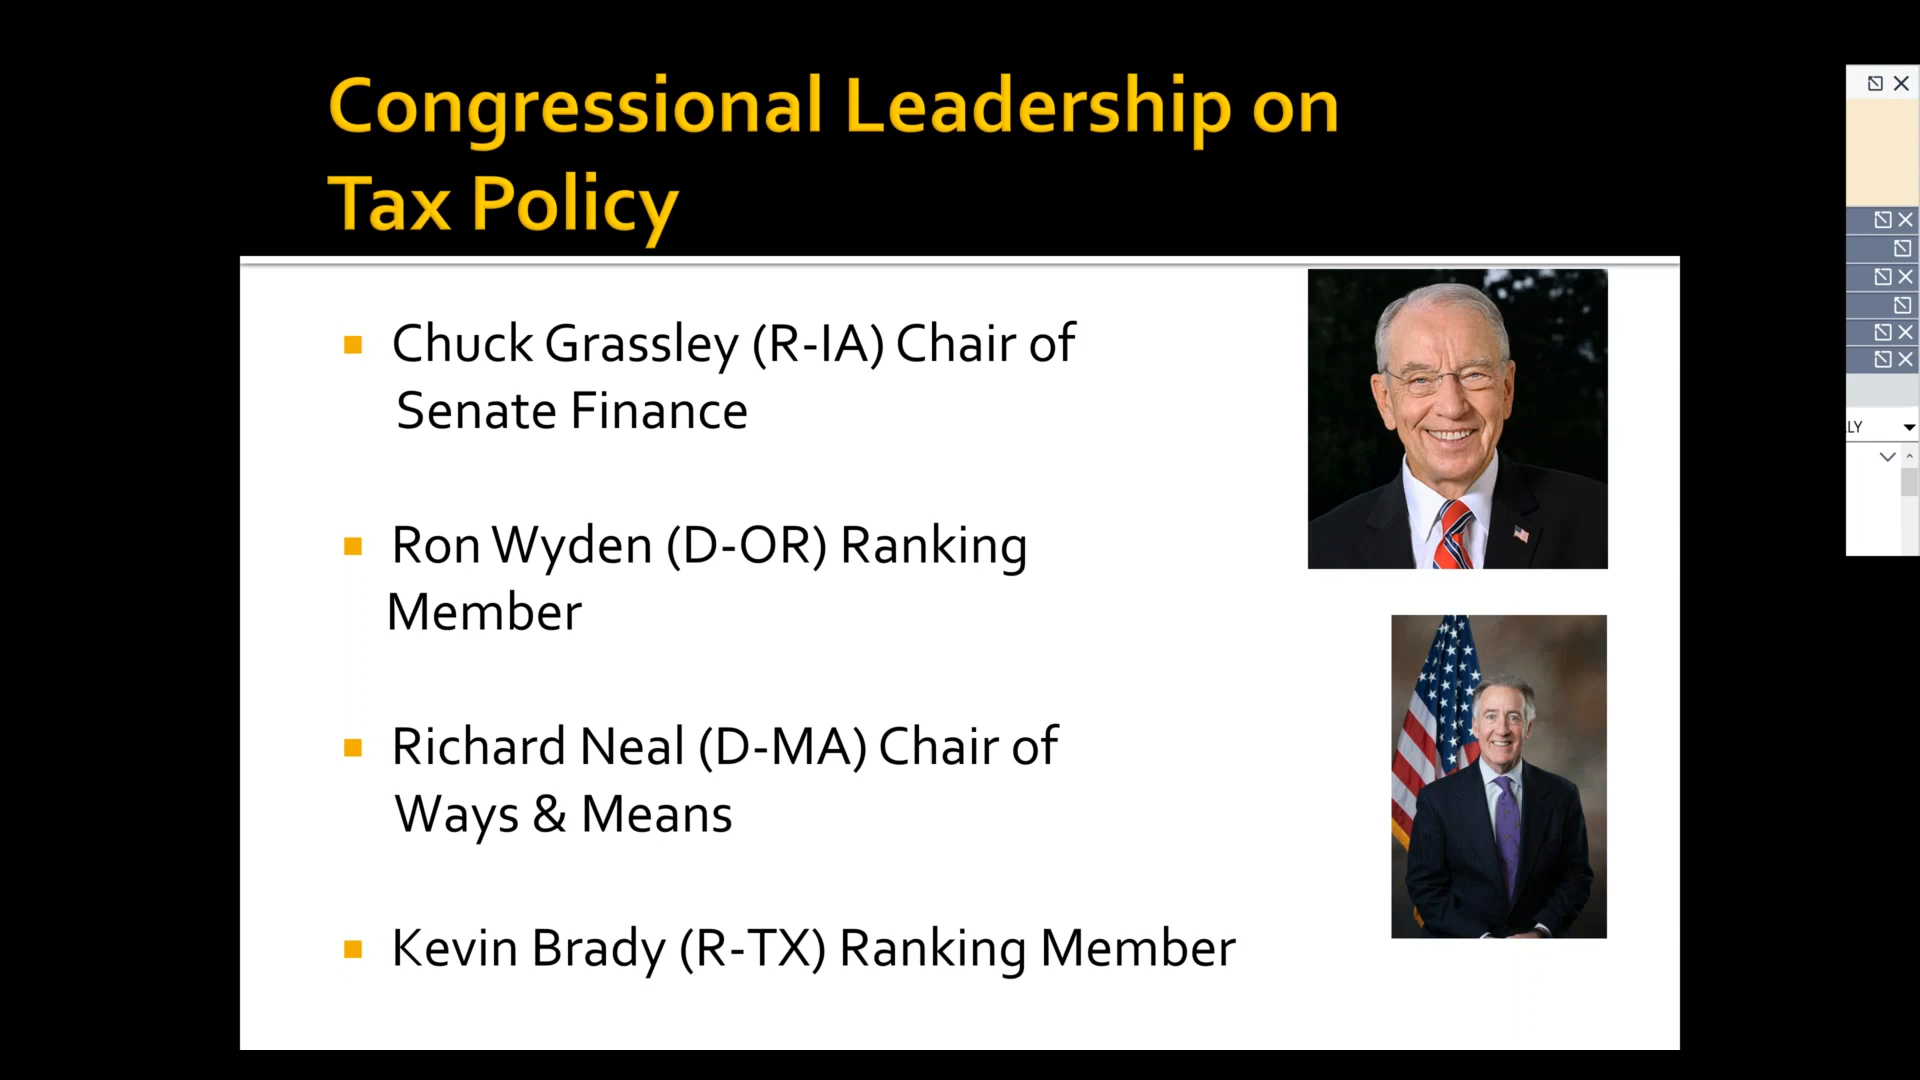 Congressional Leadership on
Tax Policy
Chuck Grassley (R-IA) Chair of
Senate Finance
Ron Wyden (D-OR) Ranking
Member
Richard Neal (D-MA) Chair of
Ways & Means
Kevin Brady (R-TX) Ranking Member
LY